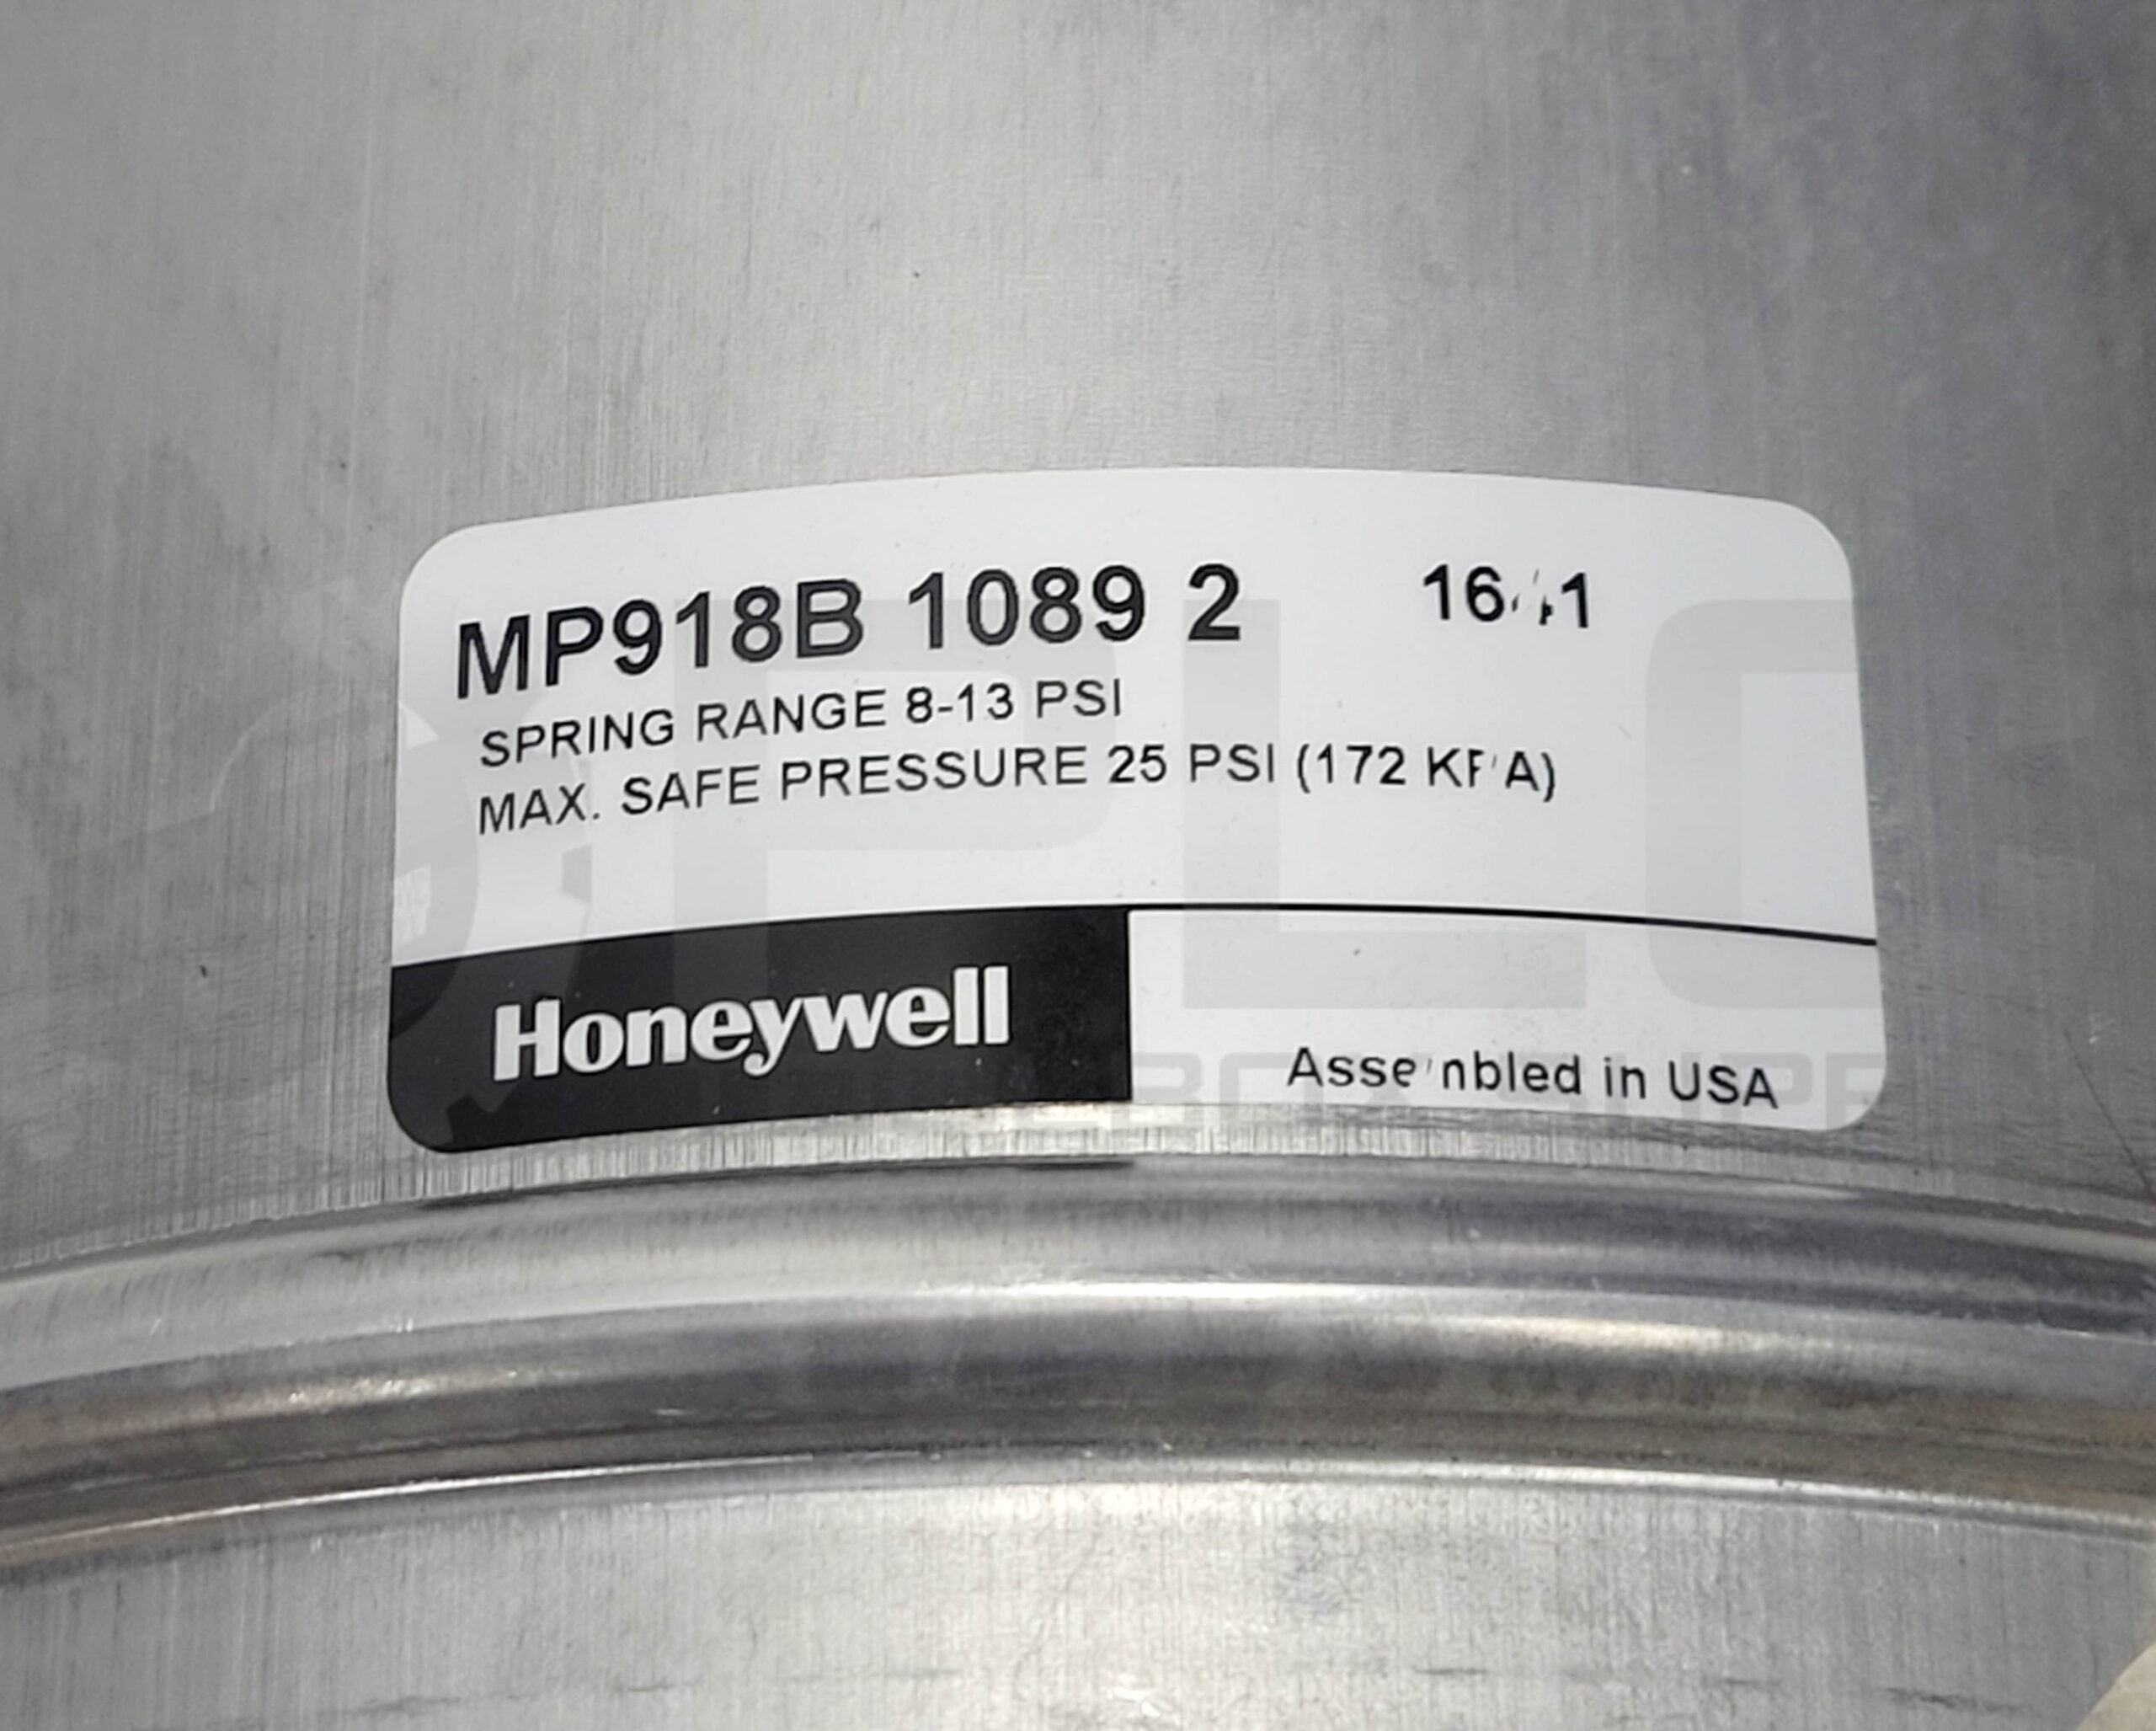 MP918B 1089 2
SPRING RANGE 8-13 PSI
MAX. SAFE PRESSURE 25 PSI (172 KPA)
Honeywell
Assembled in USA
PLC